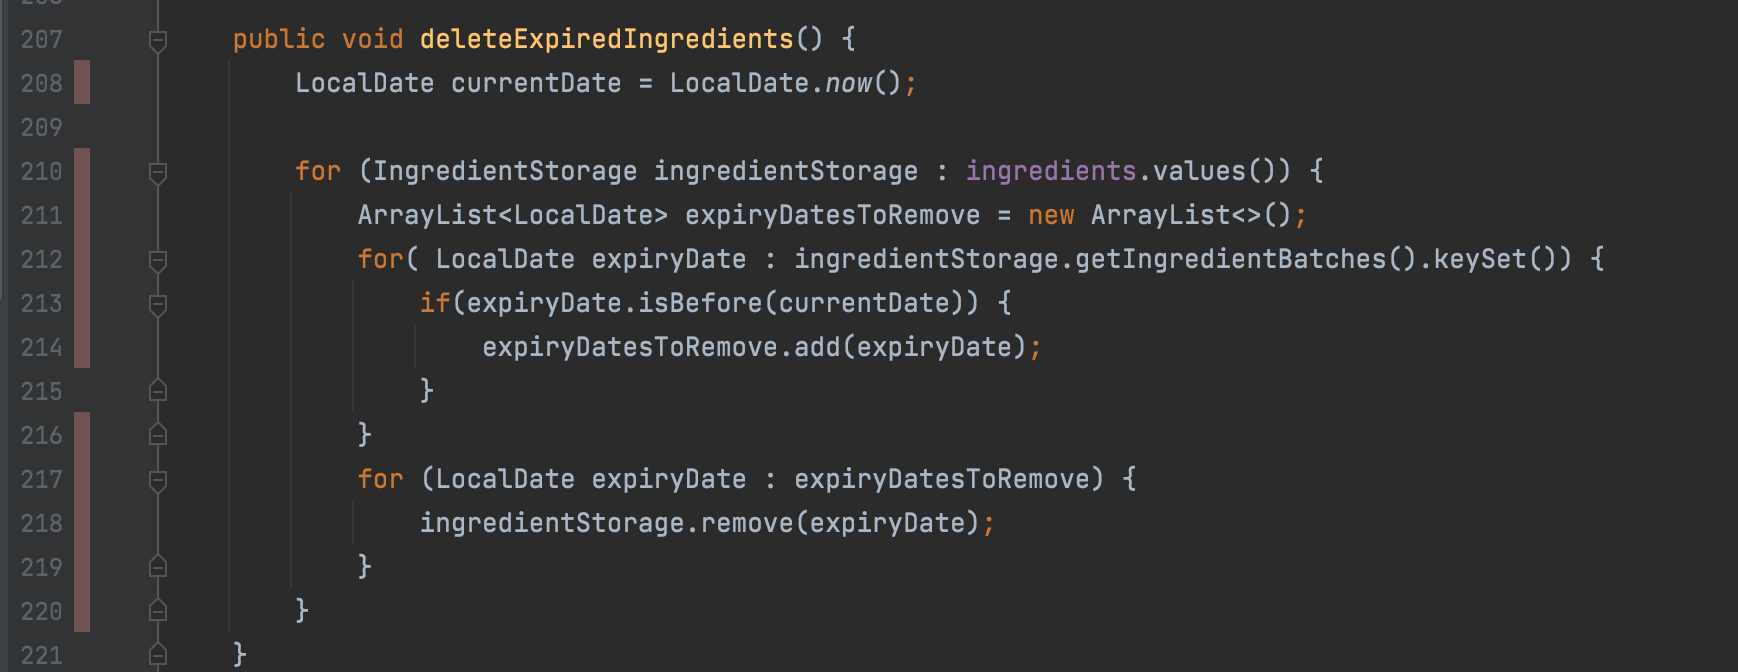 207 public void deleteExpiredIngredients() {
208 LocalDate currentDate = LocalDate.now();
209
210 for (IngredientStorage ingredientStorage : ingredients.values()) {
211 ArrayList<LocalDate> expiryDatesToRemove = new ArrayList<>();
212 for( LocalDate expiryDate : ingredientStorage.getIngredientBatches().keySet()) {
213 if(expiryDate.isBefore(currentDate)) {
214 expiryDatesToRemove.add(expiryDate);
215 }
216 }
217 for (LocalDate expiryDate : expiryDatesToRemove) {
218 ingredientStorage.remove(expiryDate);
219 }
220 }
221 }